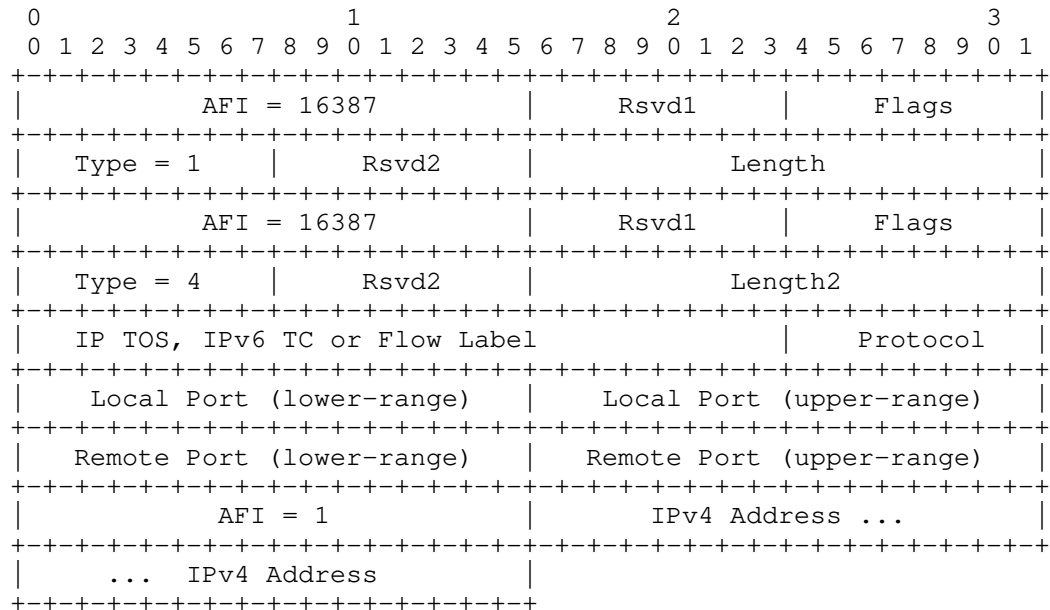 0                   1                   2                   3
 0 1 2 3 4 5 6 7 8 9 0 1 2 3 4 5 6 7 8 9 0 1 2 3 4 5 6 7 8 9 0 1
+-+-+-+-+-+-+-+-+-+-+-+-+-+-+-+-+-+-+-+-+-+-+-+-+-+-+-+-+-+-+-+-+
|           AFI = 16387         |     Rsvd1     |     Flags     |
+-+-+-+-+-+-+-+-+-+-+-+-+-+-+-+-+-+-+-+-+-+-+-+-+-+-+-+-+-+-+-+-+
|   Type = 1    |     Rsvd2     |            Length             |
+-+-+-+-+-+-+-+-+-+-+-+-+-+-+-+-+-+-+-+-+-+-+-+-+-+-+-+-+-+-+-+-+
|           AFI = 16387         |     Rsvd1     |     Flags     |
+-+-+-+-+-+-+-+-+-+-+-+-+-+-+-+-+-+-+-+-+-+-+-+-+-+-+-+-+-+-+-+-+
|   Type = 4    |     Rsvd2     |            Length2            |
+-+-+-+-+-+-+-+-+-+-+-+-+-+-+-+-+-+-+-+-+-+-+-+-+-+-+-+-+-+-+-+-+
|   IP TOS, IPv6 TC or Flow Label               |    Protocol   |
+-+-+-+-+-+-+-+-+-+-+-+-+-+-+-+-+-+-+-+-+-+-+-+-+-+-+-+-+-+-+-+-+
|    Local Port (lower-range)   |    Local Port (upper-range)   |
+-+-+-+-+-+-+-+-+-+-+-+-+-+-+-+-+-+-+-+-+-+-+-+-+-+-+-+-+-+-+-+-+
|   Remote Port (lower-range)   |   Remote Port (upper-range)   |
+-+-+-+-+-+-+-+-+-+-+-+-+-+-+-+-+-+-+-+-+-+-+-+-+-+-+-+-+-+-+-+-+
|            AFI = 1            |       IPv4 Address ...        |
+-+-+-+-+-+-+-+-+-+-+-+-+-+-+-+-+-+-+-+-+-+-+-+-+-+-+-+-+-+-+-+-+
|     ...  IPv4 Address         |
+-+-+-+-+-+-+-+-+-+-+-+-+-+-+-+-+